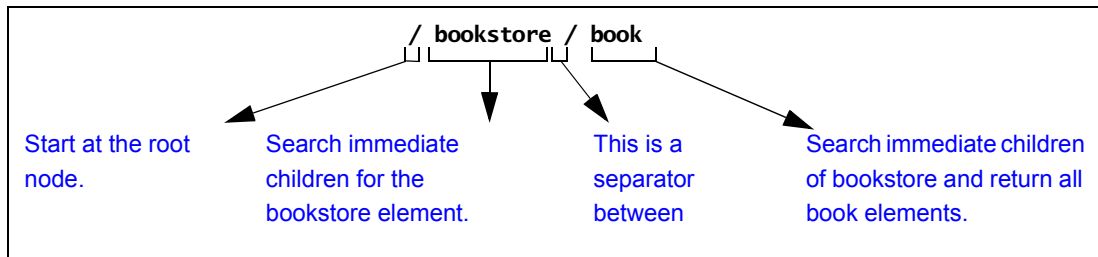 / bookstore / book
Start at the root
node.
Search immediate
children for the
bookstore element.
This is a
separator
between
Search immediate children
of bookstore and return all
book elements.